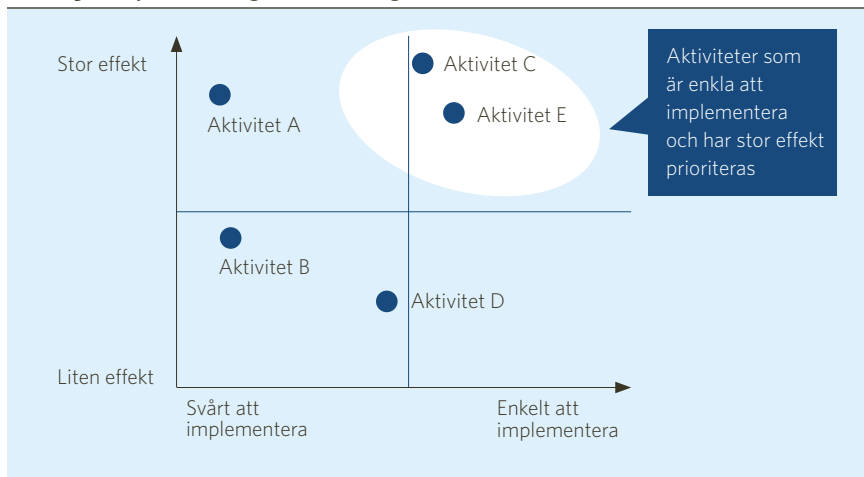 Stor effekt
Aktivitet A
Aktivitet C
Aktivitet E
Aktiviteter som
är enkla att
implementera
och har stor effekt
prioriteras
Aktivitet B
Aktivitet D
Liten effekt
Svårt att
implementera
Enkelt att
implementera